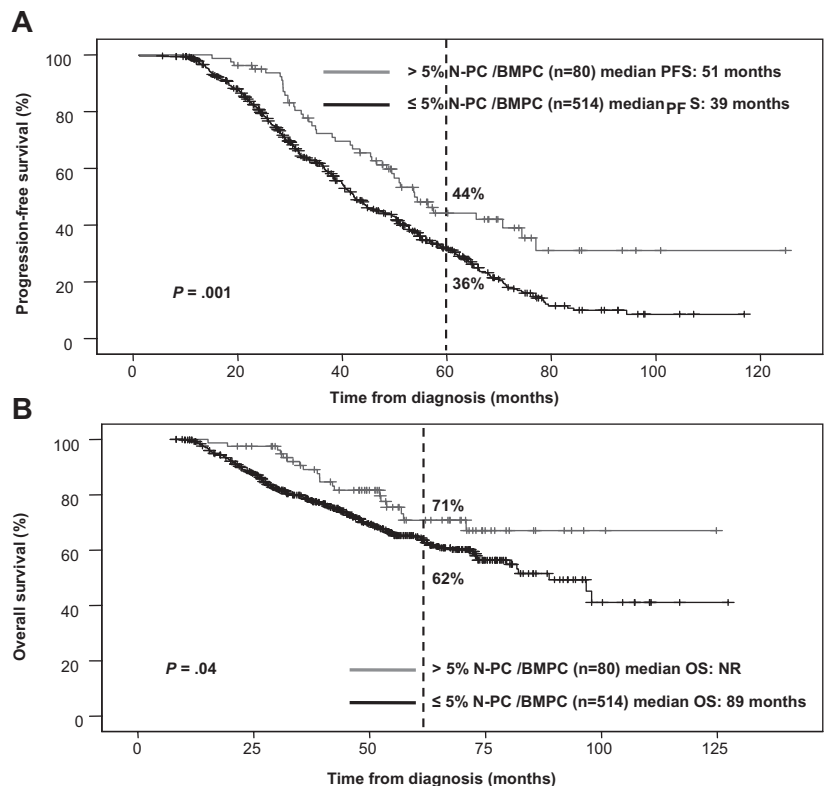 A
100
80
60
40
20
0
Progression-free survival (%)
> 5% N-PC /BMPC (n=80) median PFS: 51 months
≤ 5% N-PC /BMPC (n=514) median PF S: 39 months
44%
36%
P = .001
0 20 40 60 80 100 120
Time from diagnosis (months)
B
100
80
60
40
20
0
Overall survival (%)
71%
62%
P = .04
> 5% N-PC /BMPC (n=80) median OS: NR
≤ 5% N-PC /BMPC (n=514) median OS: 89 months
0 25 50 75 100 125
Time from diagnosis (months)